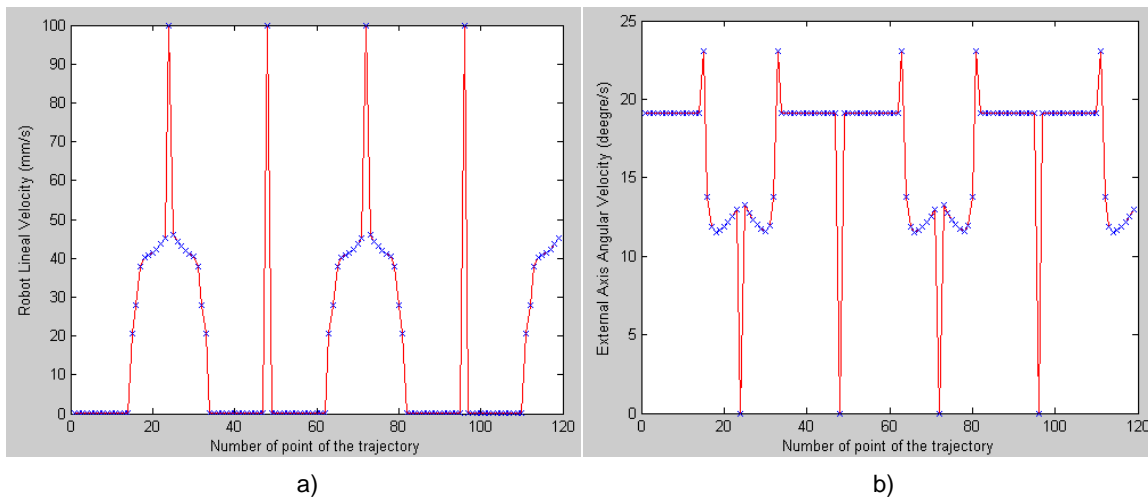 100
90
80
70
60
50
40
30
20
10
0
Robot Lineal Velocity (mm/s)
0 20 40 60 80 100 120
Number of point of the trajectory
a)
25
20
15
10
5
0
External Axis Angular Velocity (deegre/s)
0 20 40 60 80 100 120
Number of point of the trajectory
b)